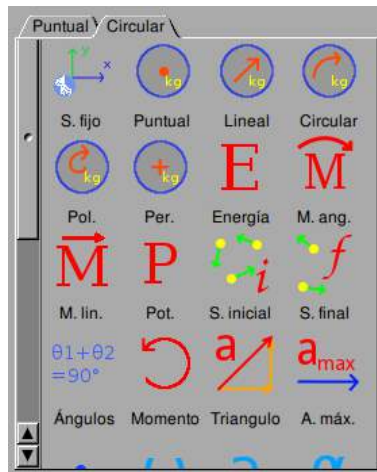 Puntual Circular
y
x
kg kg kg
S. fijo Puntual Lineal Circular
kg kg E M
Pol. Per. Energía M. ang.
M P i f
M. lin. Pot. S. inicial S. final
θ1+θ2
=90° a a max
Ángulos Momento Triangulo A. máx.